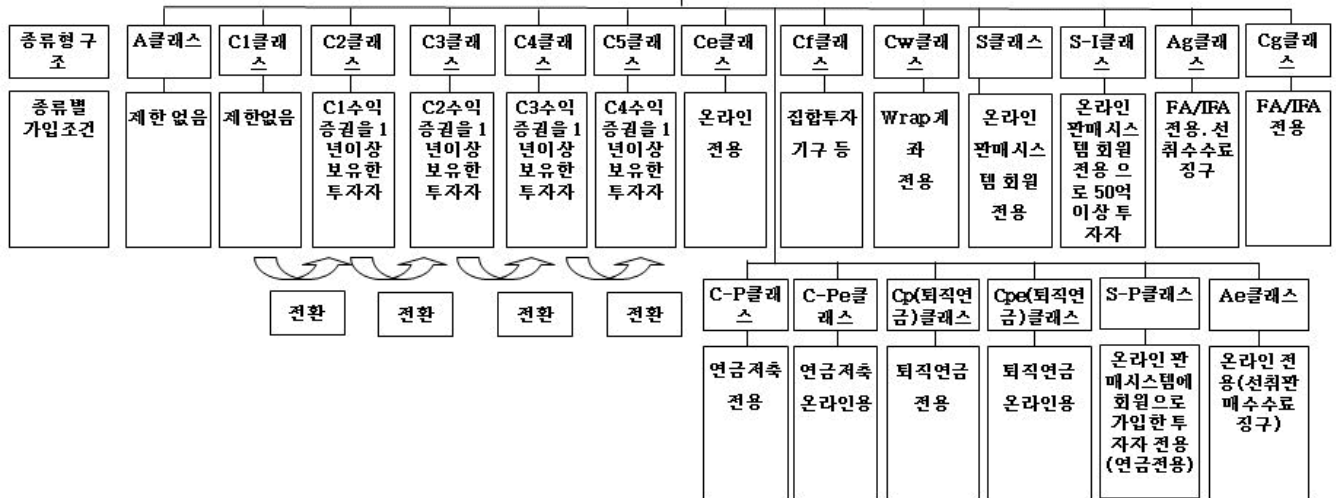 종류형 구
조
A클래스
C1클래
스
C2클래
스
C3클래
스
C4클래
스
C5클래
스
Ce클래
스
Cf클래
스
Cw클래
스
S클래스
S-I클래
스
Ag클래
스
Cg클래
스
종류별
가입조건
제한 없음
제한없음
C1수익
증권을 1
년이상
보유한
투자자
C2수익
증권을 1
년이상
보유한
투자자
C3수익
증권을 1
년이상
보유한
투자자
C4수익
증권을 1
년이상
보유한
투자자
온라인
전용
집합투자
기구 등
Wrap계
좌
전용
온라인
판매시스
템 회원
전용
온라인
판매시스
템 회원
전용 으
로 50억
이상 투
자자
FA/IFA
전용. 선
취수수료
징구
FA/IFA
전용
전환
전환
전환
전환
C-P클래
스
C-Pe클
래스
Cp(퇴직연
금)클래스
Cpe(퇴직연
금)클래스
S-P클래스
Ae클래스
연금저축
전용
연금저축
온라인용
퇴직연금
전용
퇴직연금
온라인용
온라인 판
매시스템에
회원으로
가입한 투
자자 전용
(연금전용)
온라인 전
용(선취판
매수수료
징구)